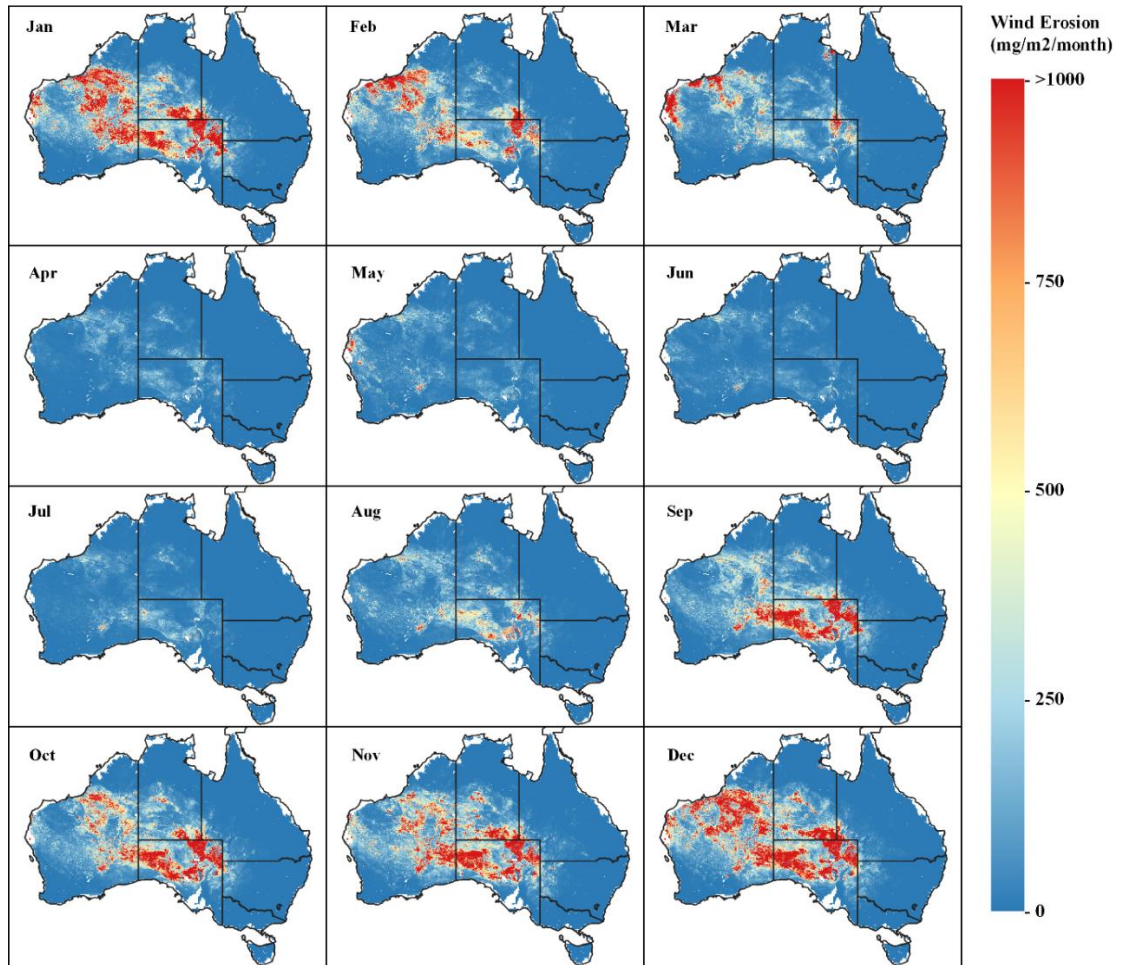 Jan
Feb
Mar
Wind Erosion
(mg/m2/month)
>1000
Apr
May
Jun
750
500
Jul
Aug
Sep
250
Oct
Nov
Dec
0